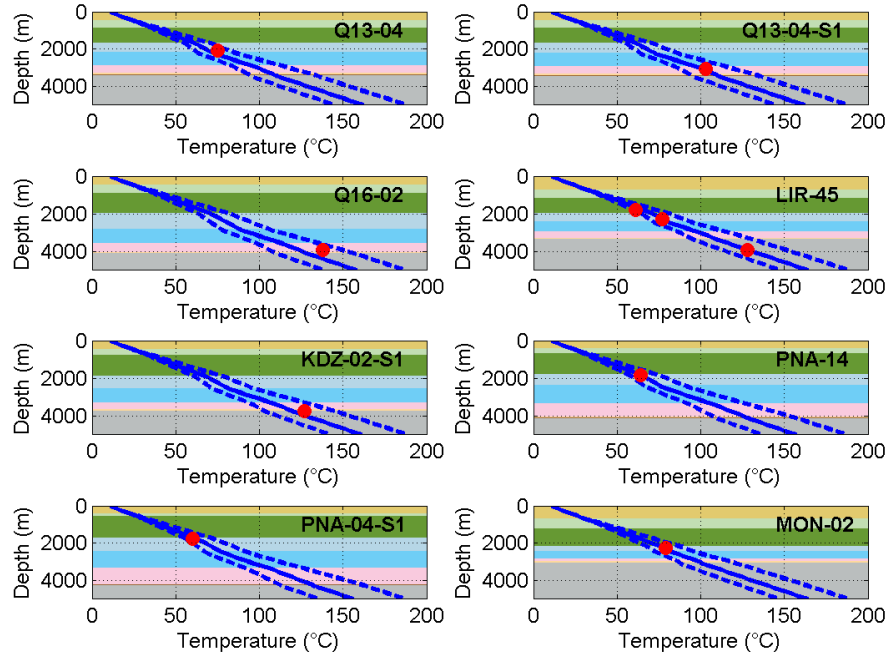 Q13-04
Depth (m)
0
2000
4000
0 50 100 150 200
Temperature (°C)
Q13-04-S1
Depth (m)
0
2000
4000
0 50 100 150 200
Temperature (°C)
Q16-02
Depth (m)
0
2000
4000
0 50 100 150 200
Temperature (°C)
LIR-45
Depth (m)
0
2000
4000
0 50 100 150 200
Temperature (°C)
KDZ-02-S1
Depth (m)
0
2000
4000
0 50 100 150 200
Temperature (°C)
PNA-14
Depth (m)
0
2000
4000
0 50 100 150 200
Temperature (°C)
PNA-04-S1
Depth (m)
0
2000
4000
0 50 100 150 200
Temperature (°C)
MON-02
Depth (m)
0
2000
4000
0 50 100 150 200
Temperature (°C)